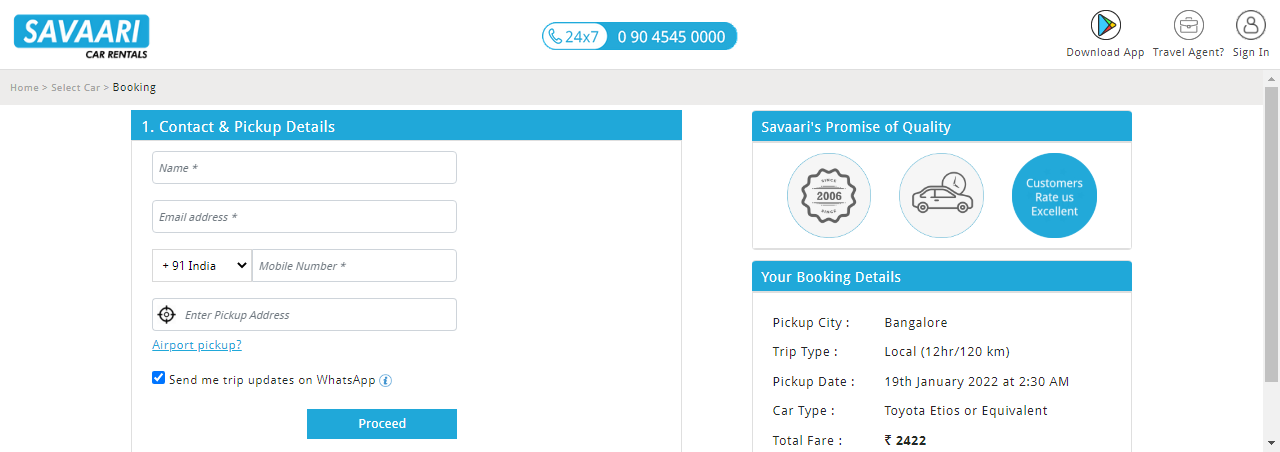 SAVAARI
CAR RENTALS
24x7 0 90 4545 0000
Download App
Travel Agent?
Sign In
Home > Select Car > Booking
1. Contact & Pickup Details
Name *
Email address *
+ 91 India
Mobile Number *
Enter Pickup Address
Airport pickup?
Send me trip updates on WhatsApp i
Proceed
Savaari's Promise of Quality
SINCE
2006
SINCE
Customers
Rate us
Excellent
Your Booking Details
Pickup City : Bangalore
Trip Type : Local (12hr/120 km)
Pickup Date : 19th January 2022 at 2:30 AM
Car Type : Toyota Etios or Equivalent
Total Fare : ₹ 2422